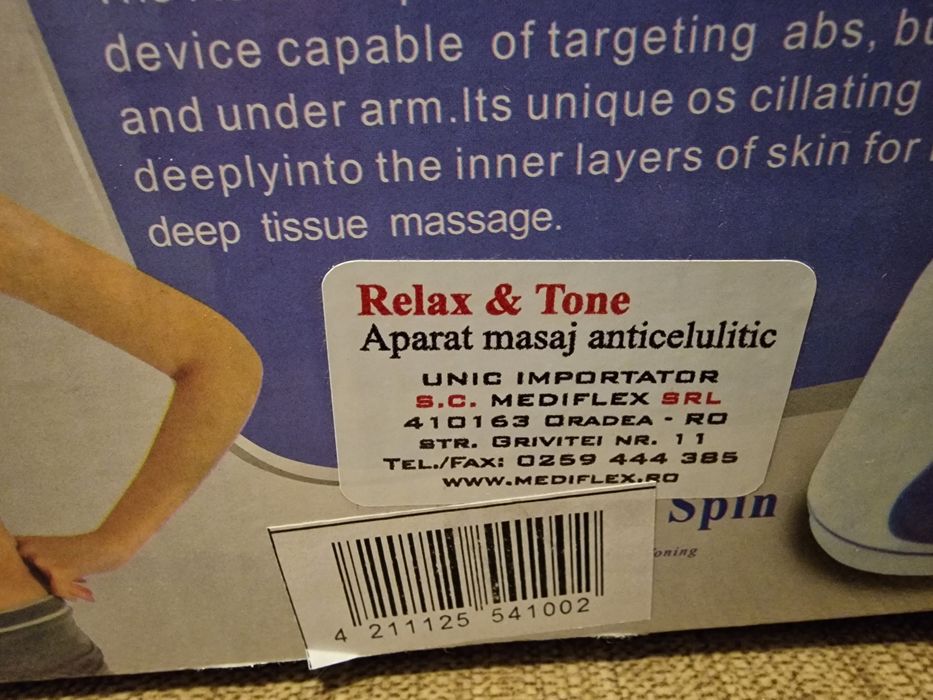 device capable of targeting abs,
and under arm.Its unique os cillating
deeplyinto the inner layers of skin for
deep tissue massage.
Relax & Tone
Aparat masaj anticelulitic
UNIC IMPORTATOR
S.C. MEDIFLEX SRL
410163 ORADEA - RO
STR. GRIVITEI NR. 11
TEL./FAX: 0259 444 385
WWW.MEDIFLEX.RO
Spin
oning
4 211125 541002